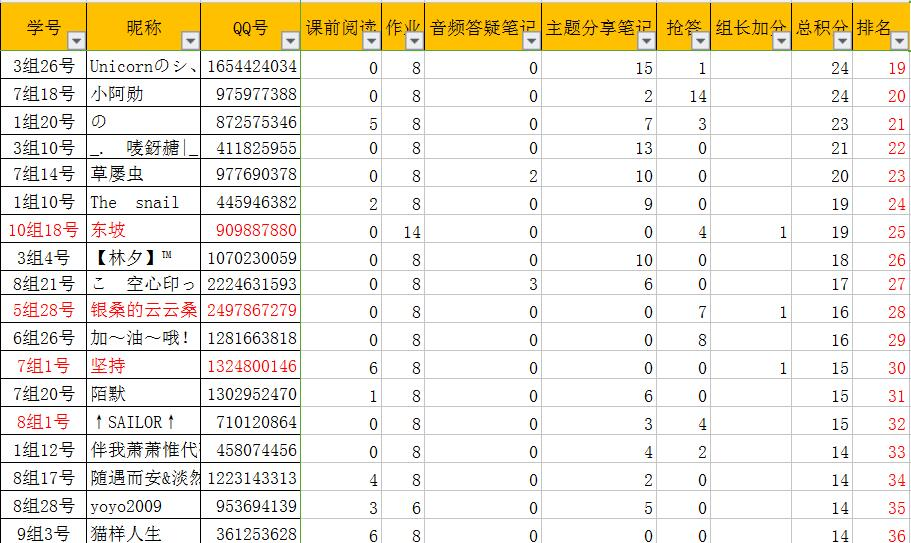 学号 昵称 QQ号 课前阅读 作业 音频答疑笔记 主题分享笔记 抢答 组长加分 总积分 排名
3组26号 Unicornのシ、 1654424034 0 8 0 15 1 24 19
7组18号 小阿勋 975977388 0 8 0 2 14 24 20
1组20号 の 872575346 5 8 0 7 3 23 21
3组10号 _. 411825955 0 8 0 13 0 21 22
7组14号 草屡虫 977690378 0 8 2 10 0 20 23
1组10号 The snail 445946382 2 8 0 9 0 19 24
10组18号 东坡 909887880 0 14 0 0 4 1 19 25
3组4号 【林夕】™ 1070230059 0 8 0 10 0 18 26
8组21号 こ 空心印っ 2224631593 0 8 3 6 0 17 27
5组28号 银桑的云云桑 2497867279 0 8 0 0 7 1 16 28
6组26号 加～油～哦! 1281663818 0 8 0 0 8 16 29
7组1号 坚持 1324800146 6 8 0 0 0 1 15 30
7组20号 陌默 1302952470 1 8 0 6 0 15 31
8组1号 ↑SAILOR↑ 710120864 0 8 0 3 4 15 32
1组12号 伴我萧萧惟代 458074456 0 8 0 4 2 14 33
8组17号 随遇而安&淡然 1223143313 4 8 0 2 0 14 34
8组28号 yoyo2009 953694139 3 6 0 5 0 14 35
9组3号 猫样人生 361253628 6 8 0 0 0 14 36